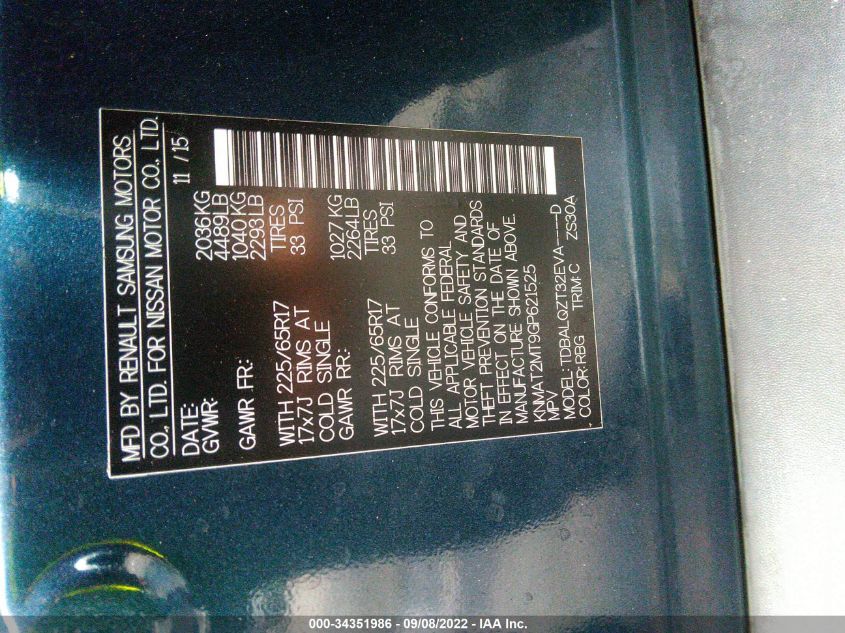 MFD BY RENAULT SAMSUNG MOTORS
CO., LTD. FOR NISSAN MOTOR CO., LTD.
DATE: 11 /15
GVWR: 2036KG
4489LB
GAWR FR: 1040KG
2293LB
WITH 225/65R17 TIRES
17x7J RIMS AT 33 PSI
COLD SINGLE
GAWR RR: 1027KG
2264LB
WITH 225/65R17 TIRES
17x7J RIMS AT 33 PSI
COLD SINGLE
THIS VEHICLE CONFORMS TO
ALL APPLICABLE FEDERAL
MOTOR VEHICLE SAFETY AND
THEFT PREVENTION STANDARDS
IN EFFECT ON THE DATE OF
MANUFACTURE SHOWN ABOVE.
KNMAT2MT9GP621525
MPV
MODEL: TDBALQZT32EVA-----D
COLOR:RBG TRIM:C ZS30A
000-34351986 - 09/08/2022 - IAA Inc.